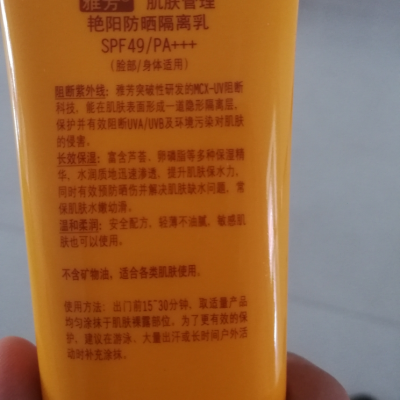 雅芳 肌肤管理
艳阳防晒隔离乳
SPF49/PA+++
(脸部/身体适用)
阻断紫外线: 雅芳突破性研发的MCX-UV阻断
科技, 能在肌肤表面形成一道隐形隔离层,
保护并有效阻断UVA/UVB及环境污染对肌肤
的侵害。
长效保湿: 富含芦荟、卵磷脂等多种保湿精
华, 水润质地迅速渗透, 提升肌肤保水力,
同时有效预防晒伤并解决肌肤缺水问题, 常
保肌肤水嫩幼滑。
温和柔润: 安全配方, 轻薄不油腻, 敏感肌
肤也可以使用。
不含矿物油, 适合各类肌肤使用。
使用方法: 出门前15~30分钟, 取适量产品
均匀涂抹于肌肤裸露部位, 为了更有效的保
护, 建议在游泳、大量出汗或长时间户外活
动时补充涂抹。